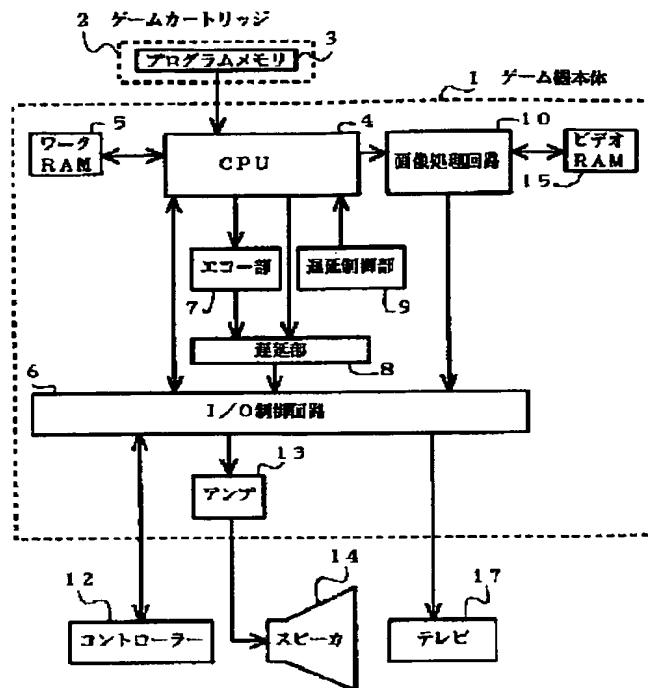 2 ゲームカートリッジ
プログラムメモリ
3
1 ゲーム機本体
5
ワーク
RAM
4
CPU
10
画像処理回路
ビデオ
RAM
15
エコー部
7
遅延制御部
9
遅延部
8
6
I/O制御回路
13
アンプ
12
コントローラー
14
スピーカ
17
テレビ